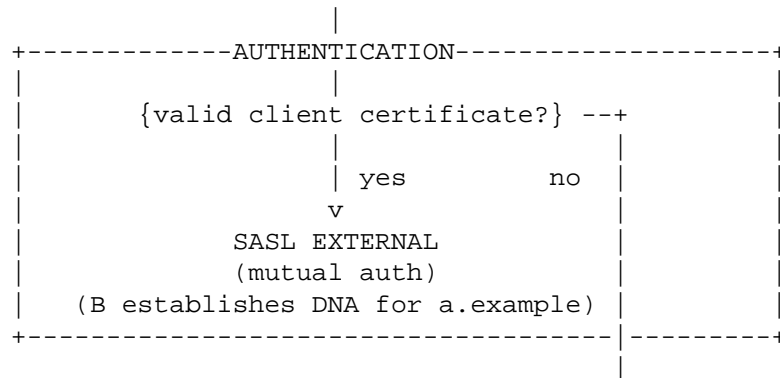 AUTHENTICATION
{valid client certificate?}
yes no
v
SASL EXTERNAL
(mutual auth)
(B establishes DNA for a.example)